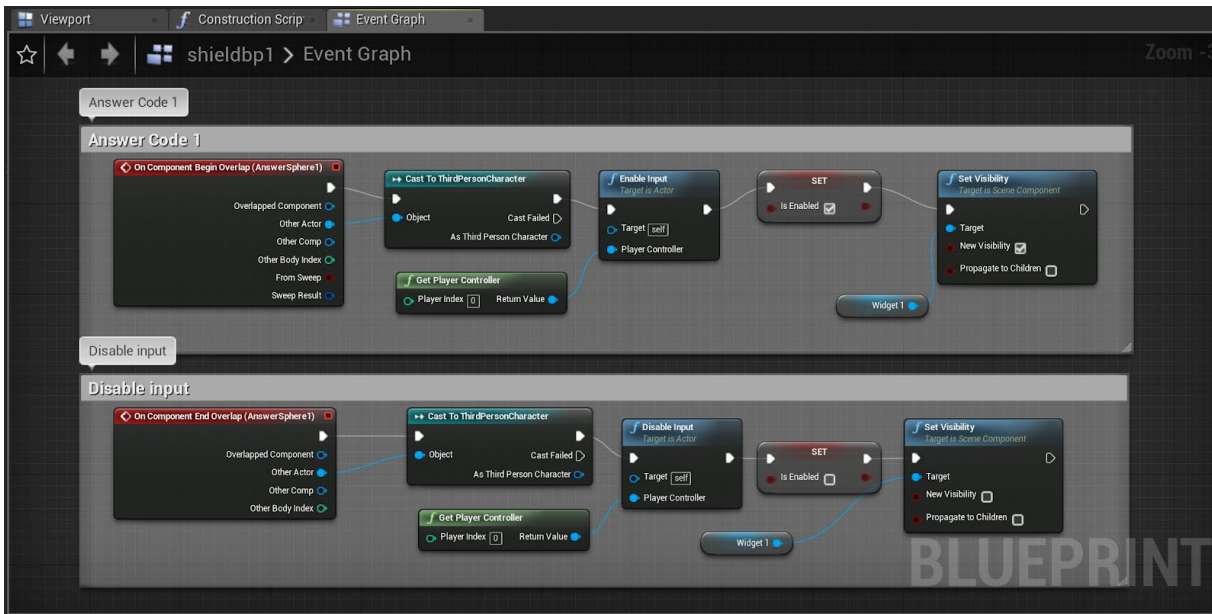 Viewport
Construction Scrip
Event Graph
shieldbp1 > Event Graph
Zoom -3
Answer Code 1
Answer Code 1
On Component Begin Overlap (AnswerSphere1)
Overlapped Component
Other Actor
Other Comp
Other Body Index
From Sweep
Sweep Result
Cast To ThirdPersonCharacter
Object
Cast Failed
As Third Person Character
Get Player Controller
Player Index 0
Return Value
Enable Input
Target is Actor
Target self
Player Controller
SET
Is Enabled
Set Visibility
Target is Scene Component
Target
New Visibility
Propagate to Children
Widget 1
Disable input
Disable input
On Component End Overlap (AnswerSphere1)
Overlapped Component
Other Actor
Other Comp
Other Body Index
Cast To ThirdPersonCharacter
Object
Cast Failed
As Third Person Character
Get Player Controller
Player Index 0
Return Value
Disable Input
Target is Actor
Target self
Player Controller
SET
Is Enabled
Set Visibility
Target is Scene Component
Target
New Visibility
Propagate to Children
Widget 1
BLUEPRINT